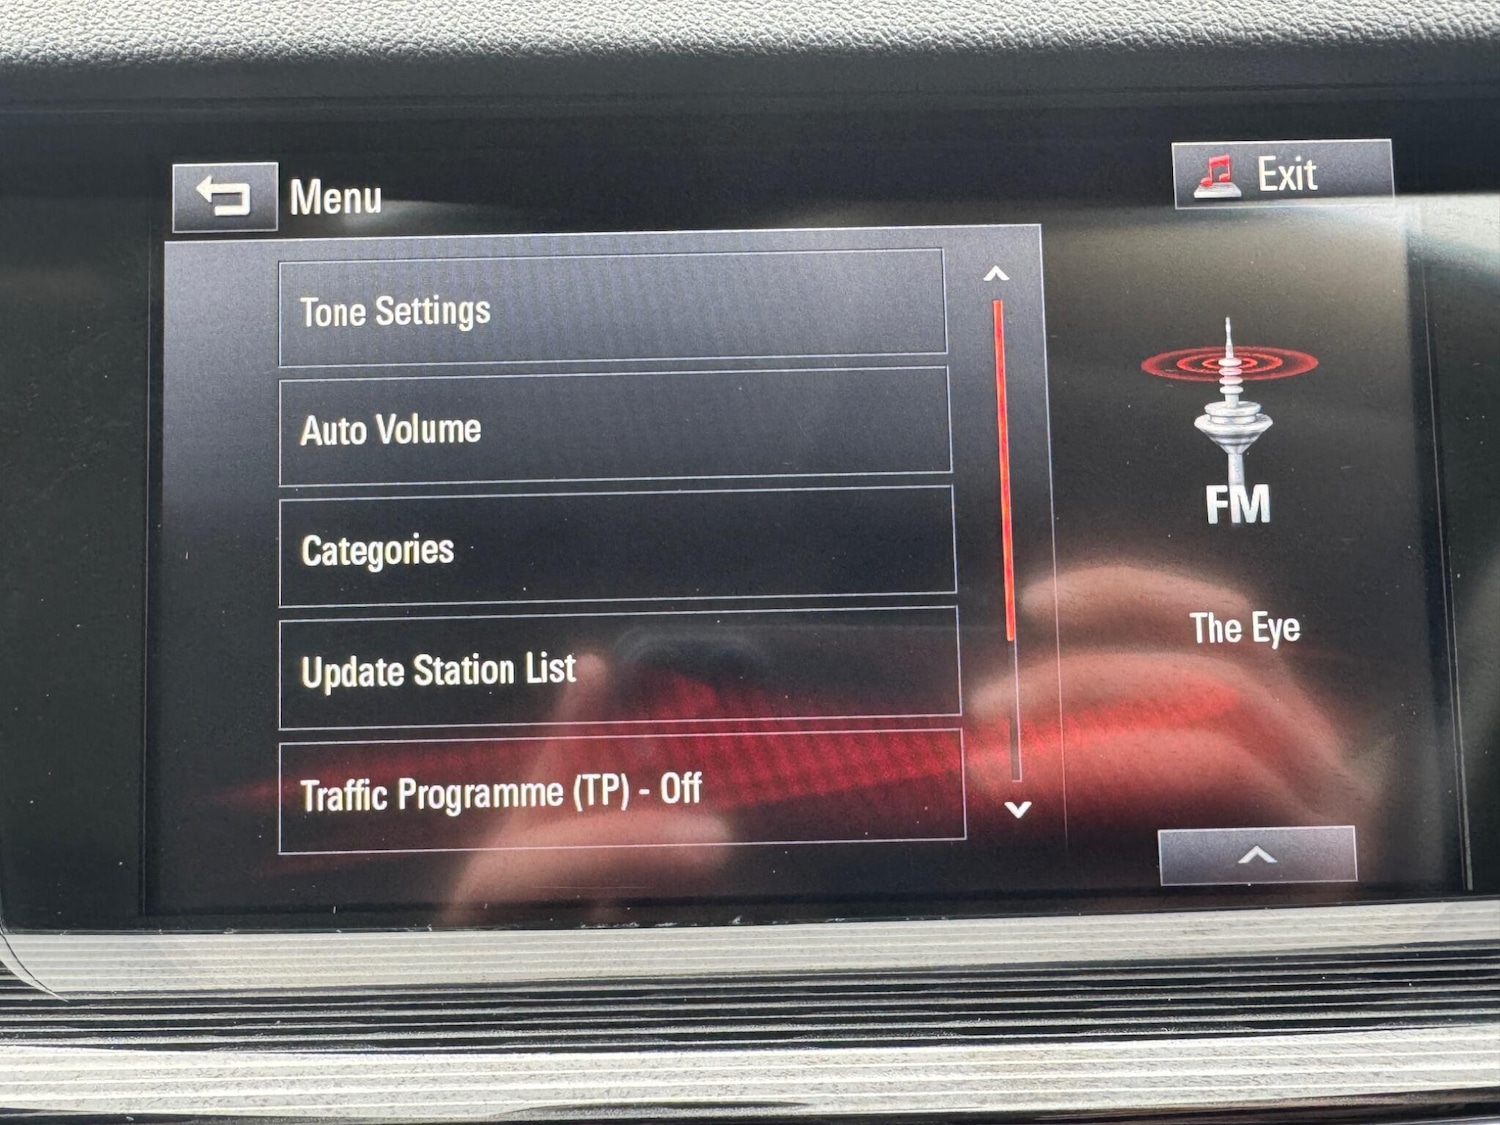 Menu
Exit
Tone Settings
Auto Volume
Categories
Update Station List
Traffic Programme (TP) - Off
FM
The Eye